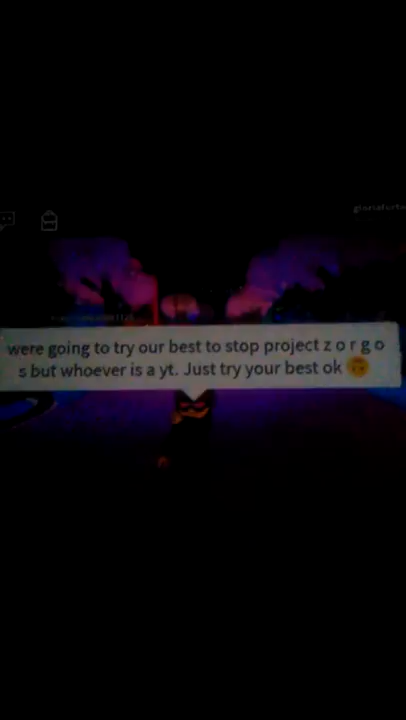 were going to try our best to stop project z o r g o
s but whoever is a yt. Just try your best ok